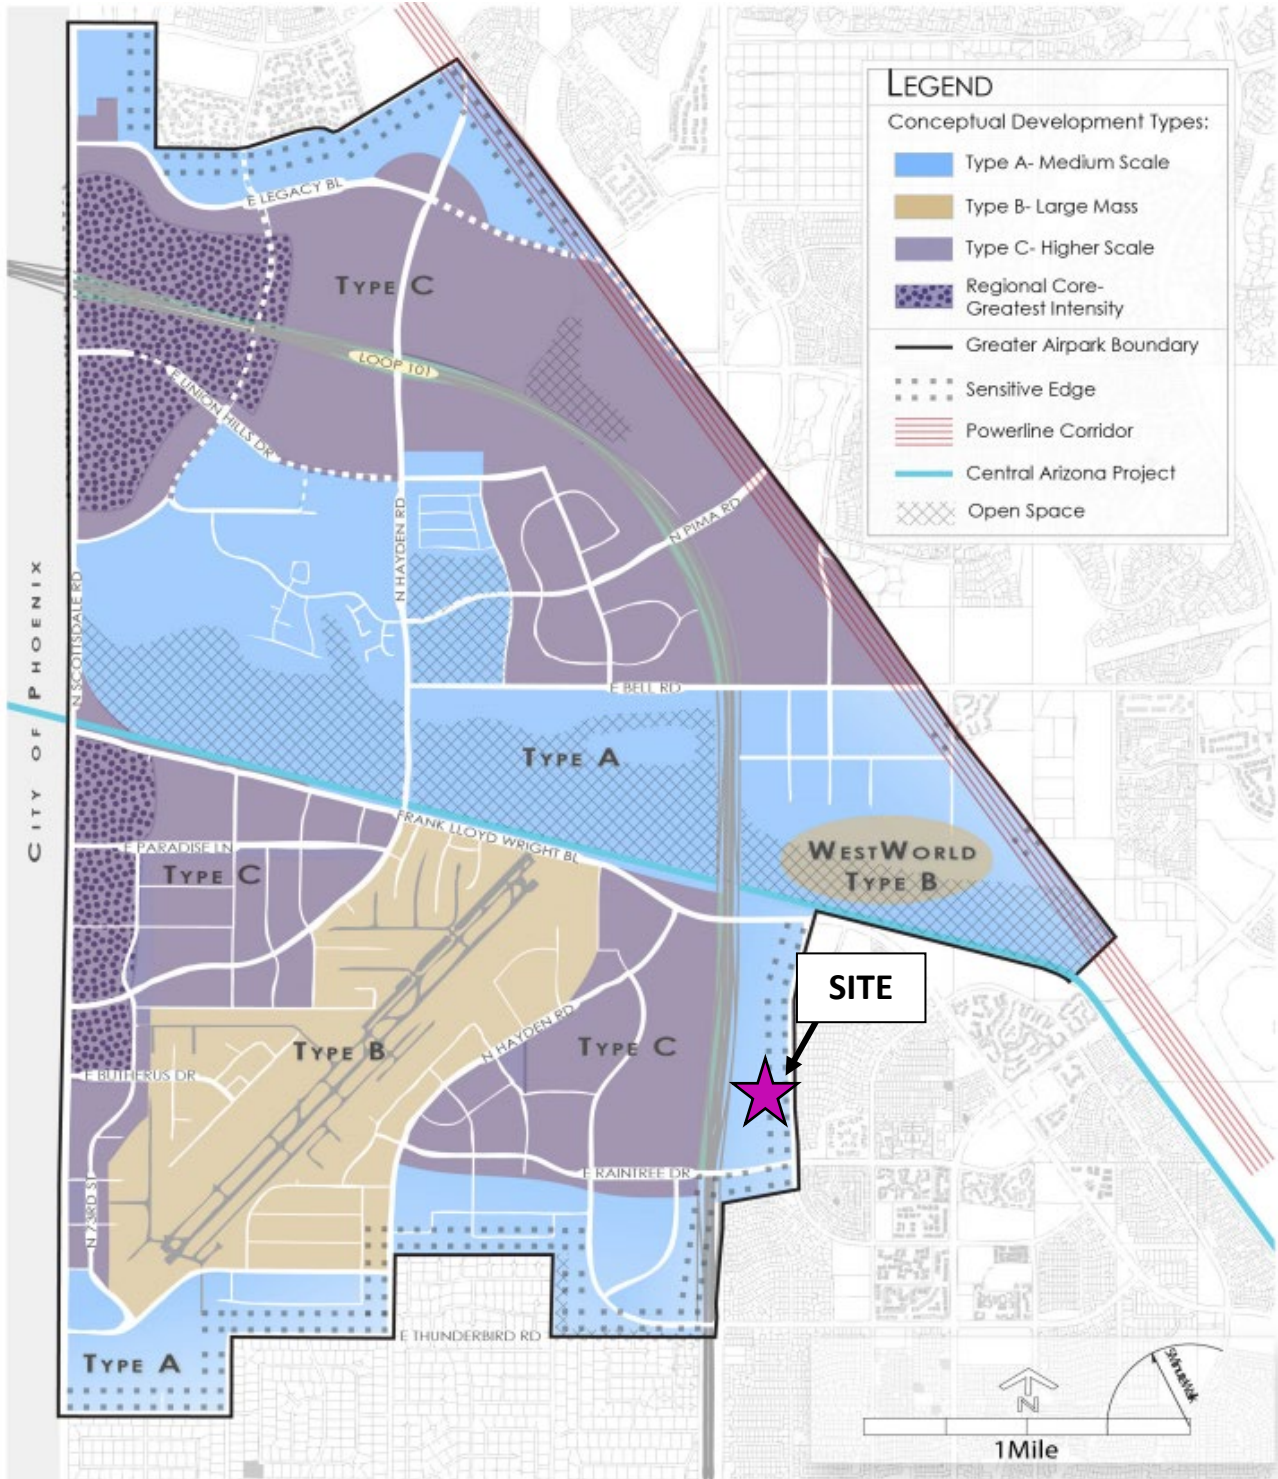 LEGEND
Conceptual Development Types:
Type A- Medium Scale
Type B- Large Mass
Type C- Higher Scale
Regional Core-
Greatest Intensity
Greater Airpark Boundary
Sensitive Edge
Powerline Corridor
Central Arizona Project
Open Space
E LEGACY BL
TYPE C
LOOP 101
E UNION HILLS DR
N HAYDEN RD
N PIMA RD
CITY OF PHOENIX
N SCOTTSDALE RD
E BELL RD
TYPE A
FRANK LLOYD WRIGHT BL
E PARADISE LN
TYPE C
WESTWORLD
TYPE B
SITE
N HAYDEN RD
TYPE C
TYPE B
E BUTHERUS DR
E RAINTREE DR
N 73RD ST
E THUNDERBIRD RD
TYPE A
5MinuteWalk
N
1Mile